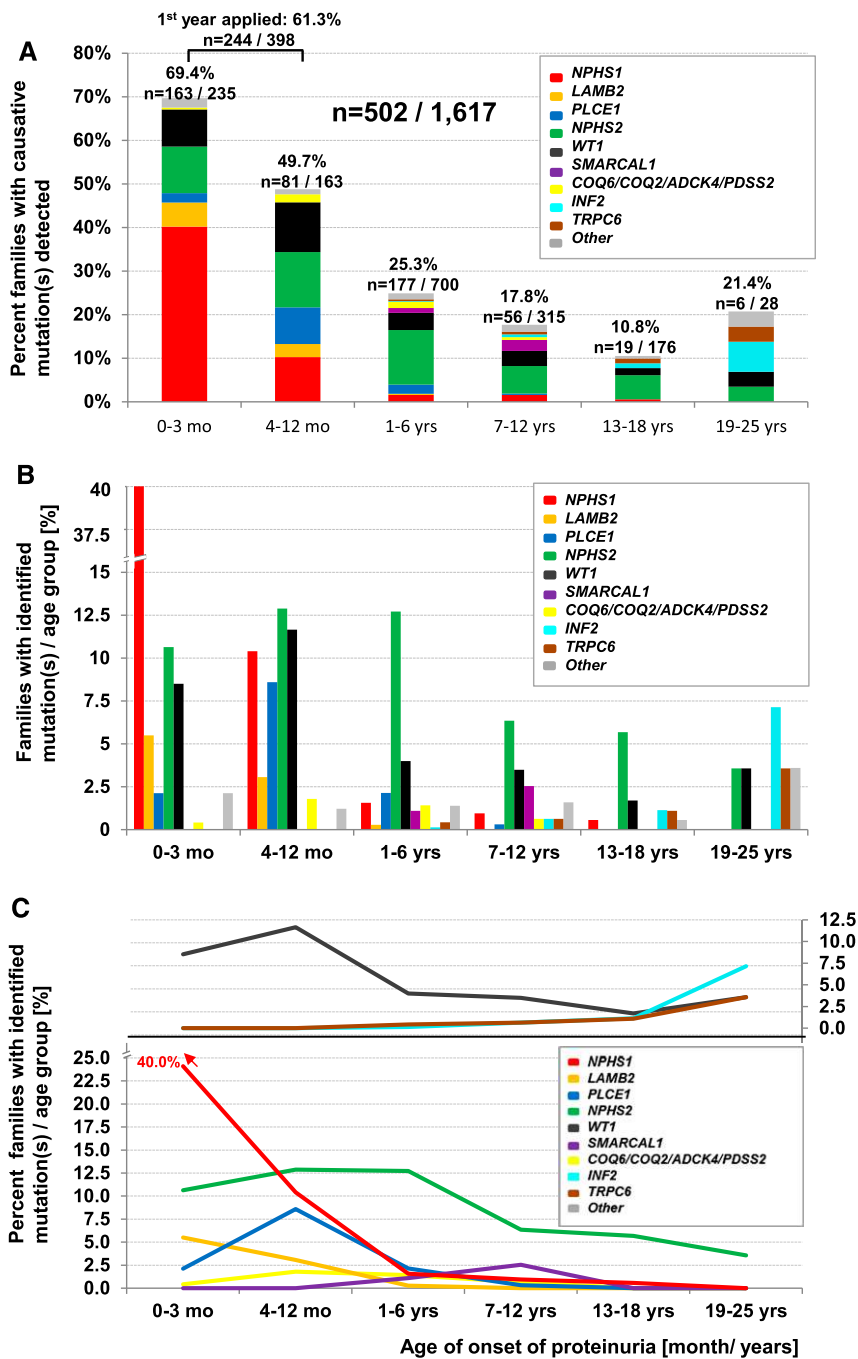 A
1st year applied: 61.3%
n=244 / 398
Percent families with causative
mutation(s) detected
80%
70%
60%
50%
40%
30%
20%
10%
0%
69.4%
n=163 / 235
49.7%
n=81 / 163
25.3%
n=177 / 700
17.8%
n=56 / 315
10.8%
n=19 / 176
21.4%
n=6 / 28
n=502 / 1,617
NPHS1
LAMB2
PLCE1
NPHS2
WT1
SMARCAL1
COQ6/COQ2/ADCK4/PDSS2
INF2
TRPC6
Other
0-3 mo 4-12 mo 1-6 yrs 7-12 yrs 13-18 yrs 19-25 yrs
B
Families with identified
mutation(s) / age group [%]
40
37.5
15
12.5
10
7.5
5
2.5
0
NPHS1
LAMB2
PLCE1
NPHS2
WT1
SMARCAL1
COQ6/COQ2/ADCK4/PDSS2
INF2
TRPC6
Other
0-3 mo 4-12 mo 1-6 yrs 7-12 yrs 13-18 yrs 19-25 yrs
C
Percent families with identified
mutation(s) / age group [%]
12.5
10.0
7.5
5.0
2.5
0.0
25.0
22.5
20.0
17.5
15.0
12.5
10.0
7.5
5.0
2.5
0.0
40.0%
NPHS1
LAMB2
PLCE1
NPHS2
WT1
SMARCAL1
COQ6/COQ2/ADCK4/PDSS2
INF2
TRPC6
Other
0-3 mo 4-12 mo 1-6 yrs 7-12 yrs 13-18 yrs 19-25 yrs
Age of onset of proteinuria [month/ years]